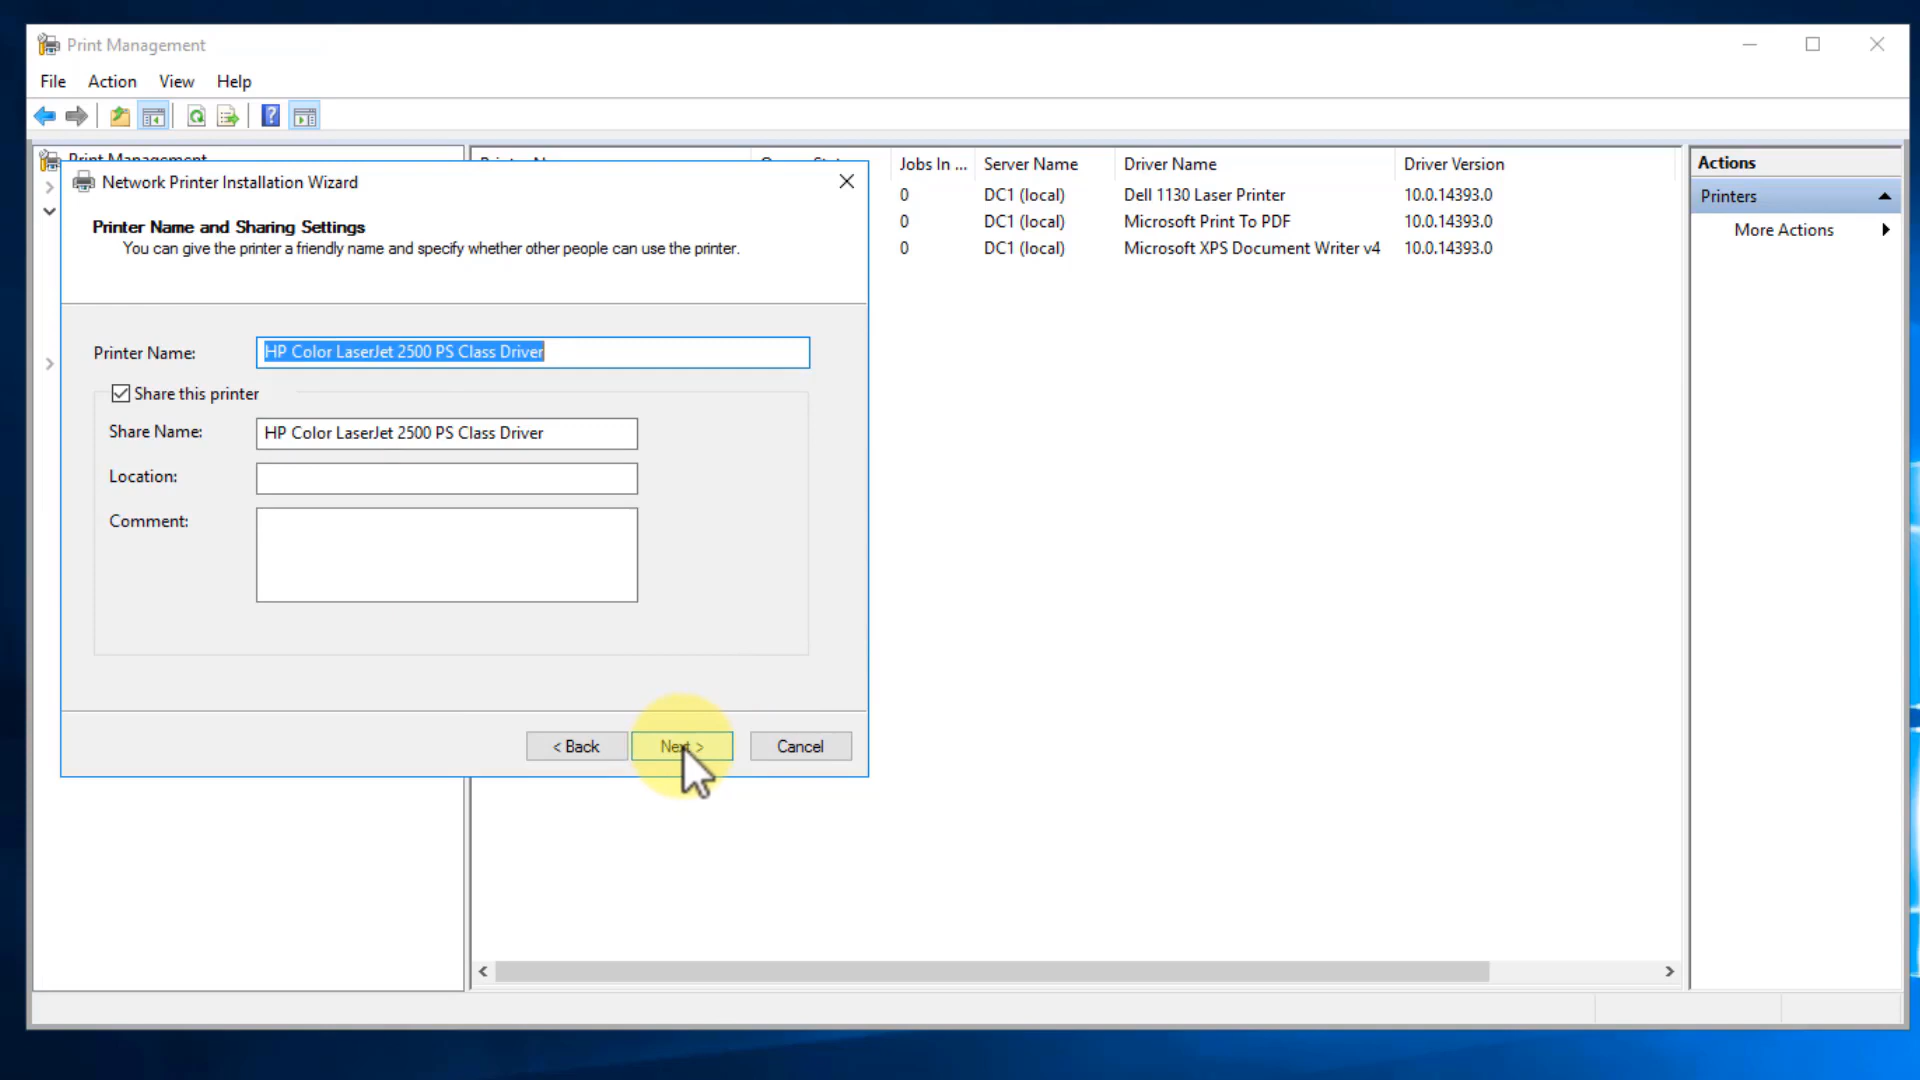 Print Management
File Action View Help
Print Management
Network Printer Installation Wizard
Printer Name and Sharing Settings
You can give the printer a friendly name and specify whether other people can use the printer.
Printer Name:
HP Color LaserJet 2500 PS Class Driver
Share this printer
Share Name:
HP Color LaserJet 2500 PS Class Driver
Location:
Comment:
< Back
Next >
Cancel
Jobs In ... Server Name Driver Name Driver Version
0 DC1 (local) Dell 1130 Laser Printer 10.0.14393.0
0 DC1 (local) Microsoft Print To PDF 10.0.14393.0
0 DC1 (local) Microsoft XPS Document Writer v4 10.0.14393.0
Actions
Printers
More Actions